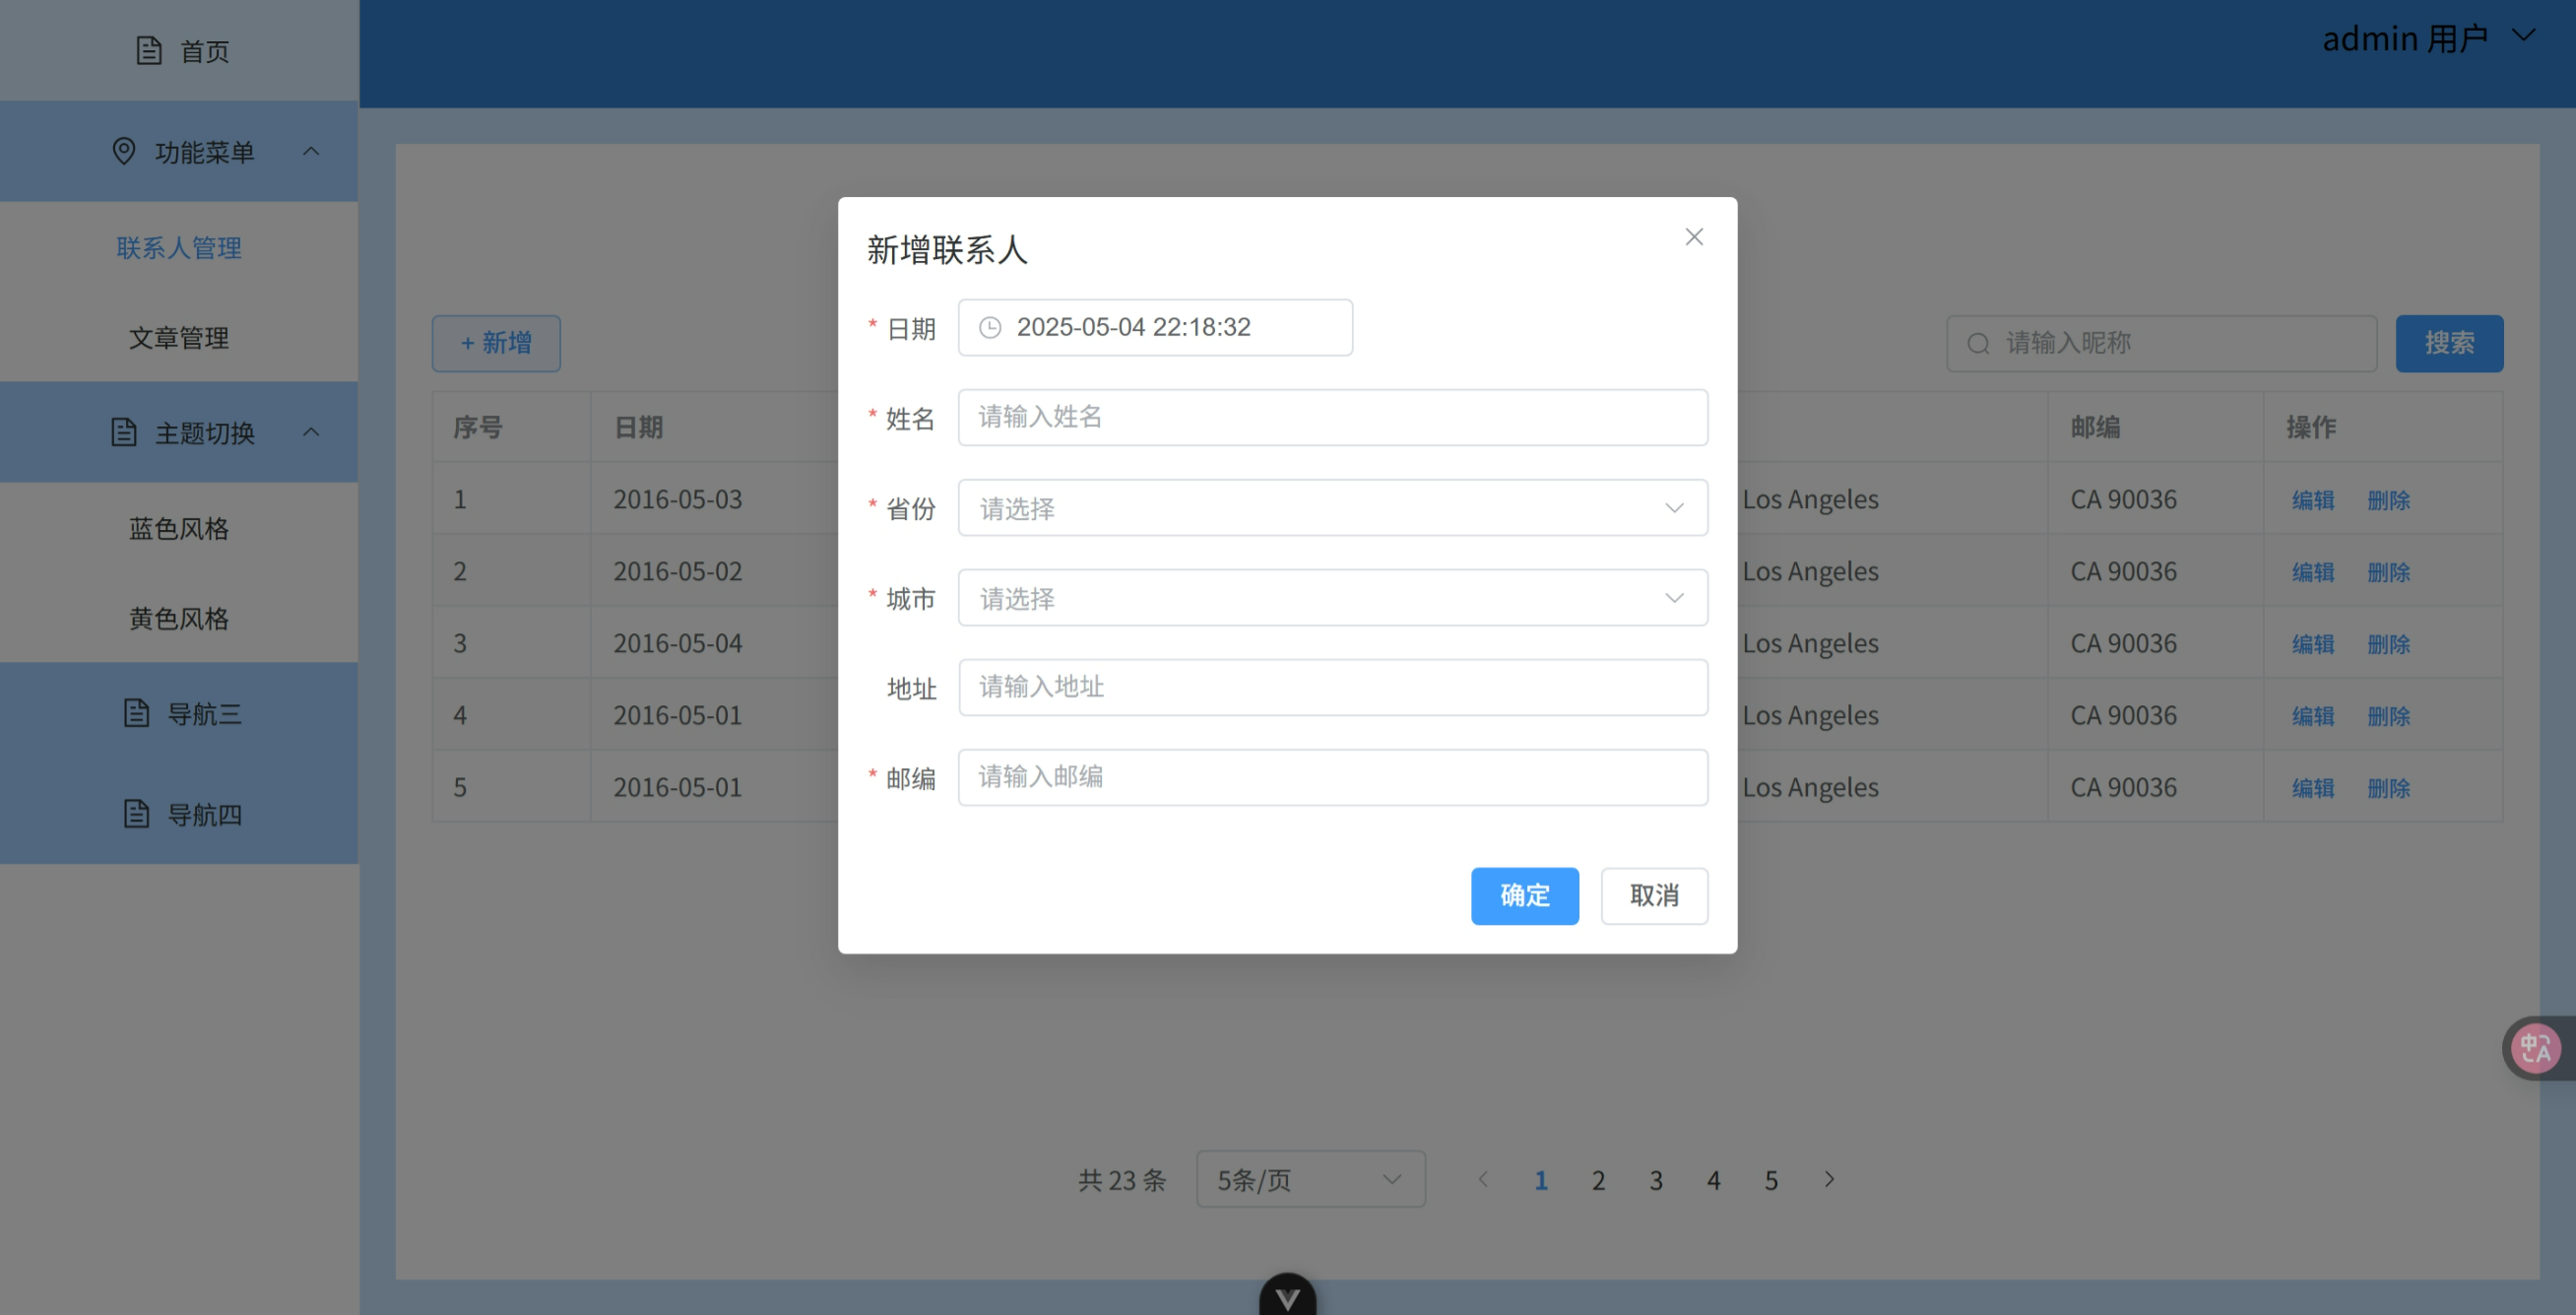 首页
admin 用户
功能菜单
联系人管理
文章管理
主题切换
蓝色风格
黄色风格
导航三
导航四
+ 新增
请输入昵称
搜索
序号 日期 邮编 操作
1 2016-05-03 Los Angeles CA 90036 编辑 删除
2 2016-05-02 Los Angeles CA 90036 编辑 删除
3 2016-05-04 Los Angeles CA 90036 编辑 删除
4 2016-05-01 Los Angeles CA 90036 编辑 删除
5 2016-05-01 Los Angeles CA 90036 编辑 删除
新增联系人
* 日期 2025-05-04 22:18:32
* 姓名 请输入姓名
* 省份 请选择
* 城市 请选择
地址 请输入地址
* 邮编 请输入邮编
确定 取消
中A
共 23 条 5条/页 1 2 3 4 5